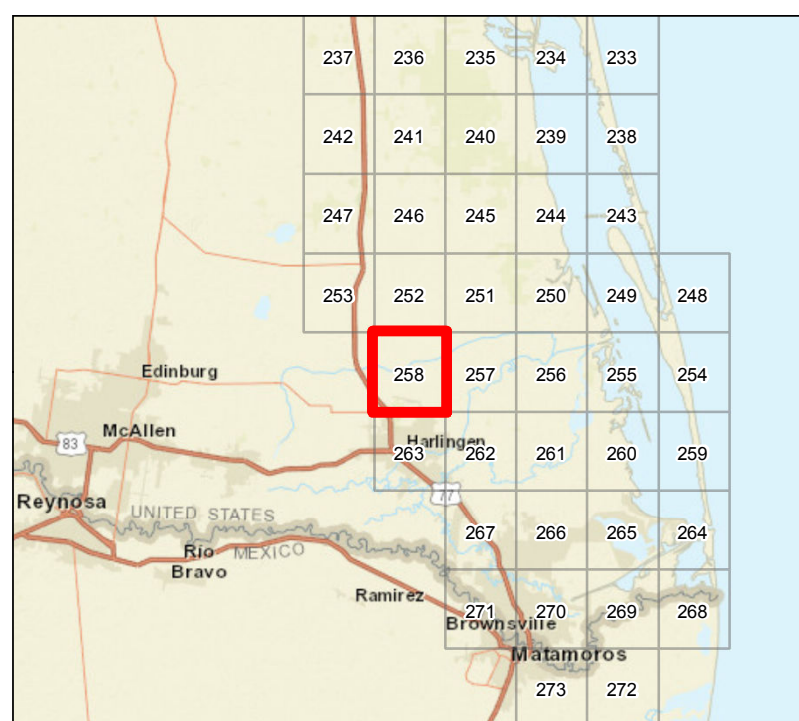 237 236 235 234 233
242 241 240 239 238
247 246 245 244 243
253 252 251 250 249 248
Edinburg 258 257 256 255 254
83 McAllen
Harlingen
263 262 261 260 259
77
Reynosa
UNITED STATES
267 266 265 264
Río MEXICO
Bravo
Ramirez
271 270 269 268
Brownsville
Matamoros
273 272